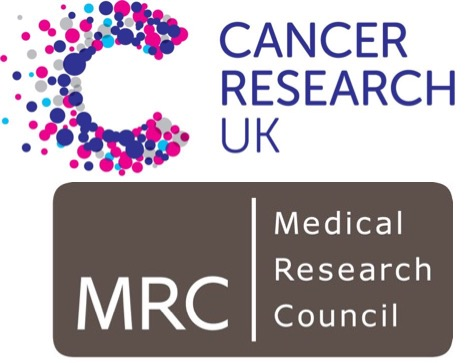 CANCER
RESEARCH
UK
MRC
Medical
Research
Council